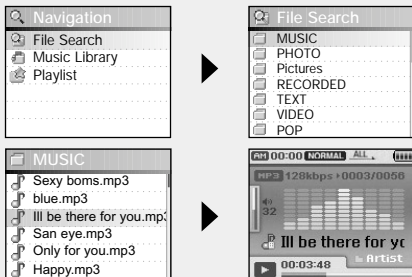 Navigation
File Search
Music Library
Playlist
File Search
MUSIC
PHOTO
Pictures
RECORDED
TEXT
VIDEO
POP
MUSIC
Sexy boms.mp3
blue.mp3
Ill be there for you.mp3
San eye.mp3
Only for you.mp3
Happy.mp3
AM 00:00 NORMAL ALL
MP3 128kbps 0003/0056
32
Ill be there for yo
Artist
00:03:48